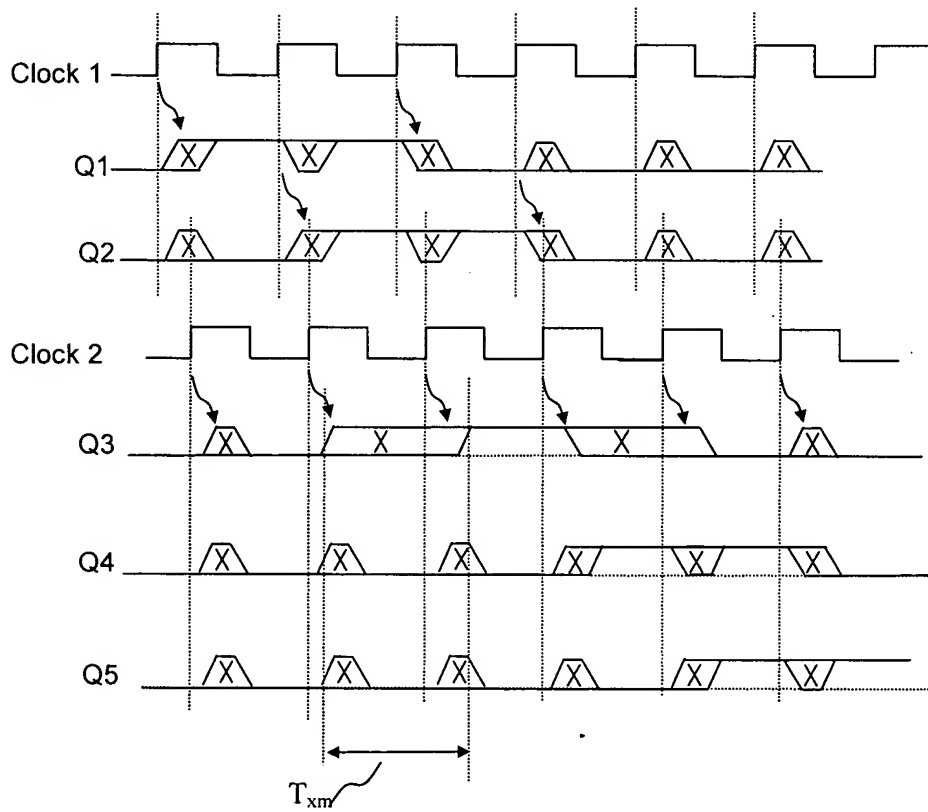 Clock 1
Q1 X X X X X X
Q2 X X X X X X
Clock 2
Q3 X X X X
Q4 X X X X X X
Q5 X X X X X X
Txm